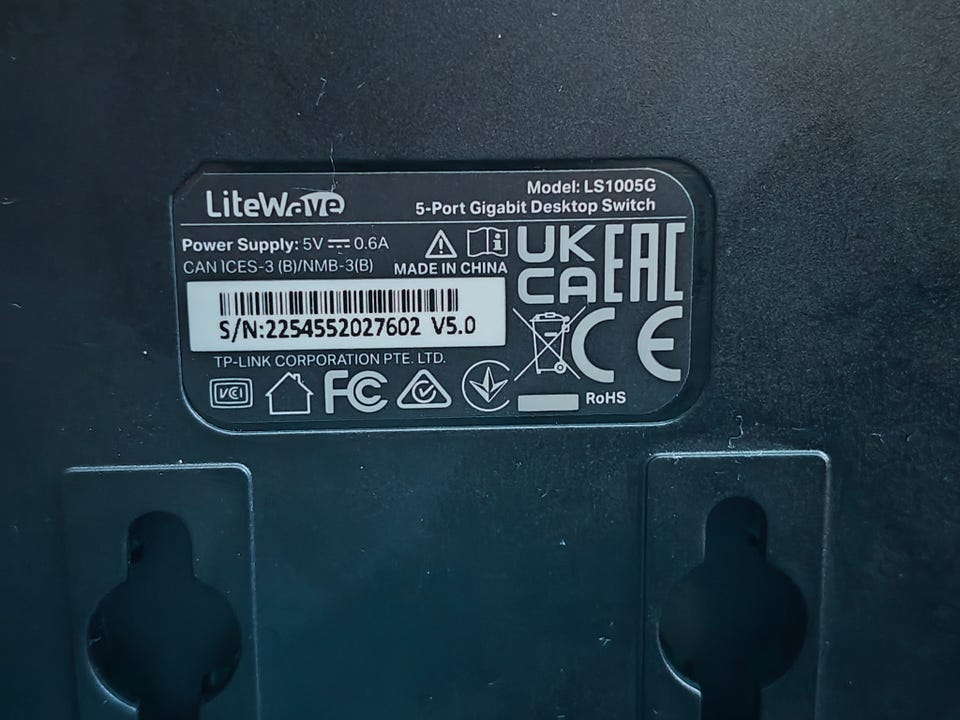 LiteWave
Model: LS1005G
5-Port Gigabit Desktop Switch
Power Supply: 5V ⎓ 0.6A
CAN ICES-3 (B)/NMB-3(B)
MADE IN CHINA
UK
CA
EAC
S/N:2254552027602 V5.0
TP-LINK CORPORATION PTE. LTD.
VCCI
FC
CE
RoHS